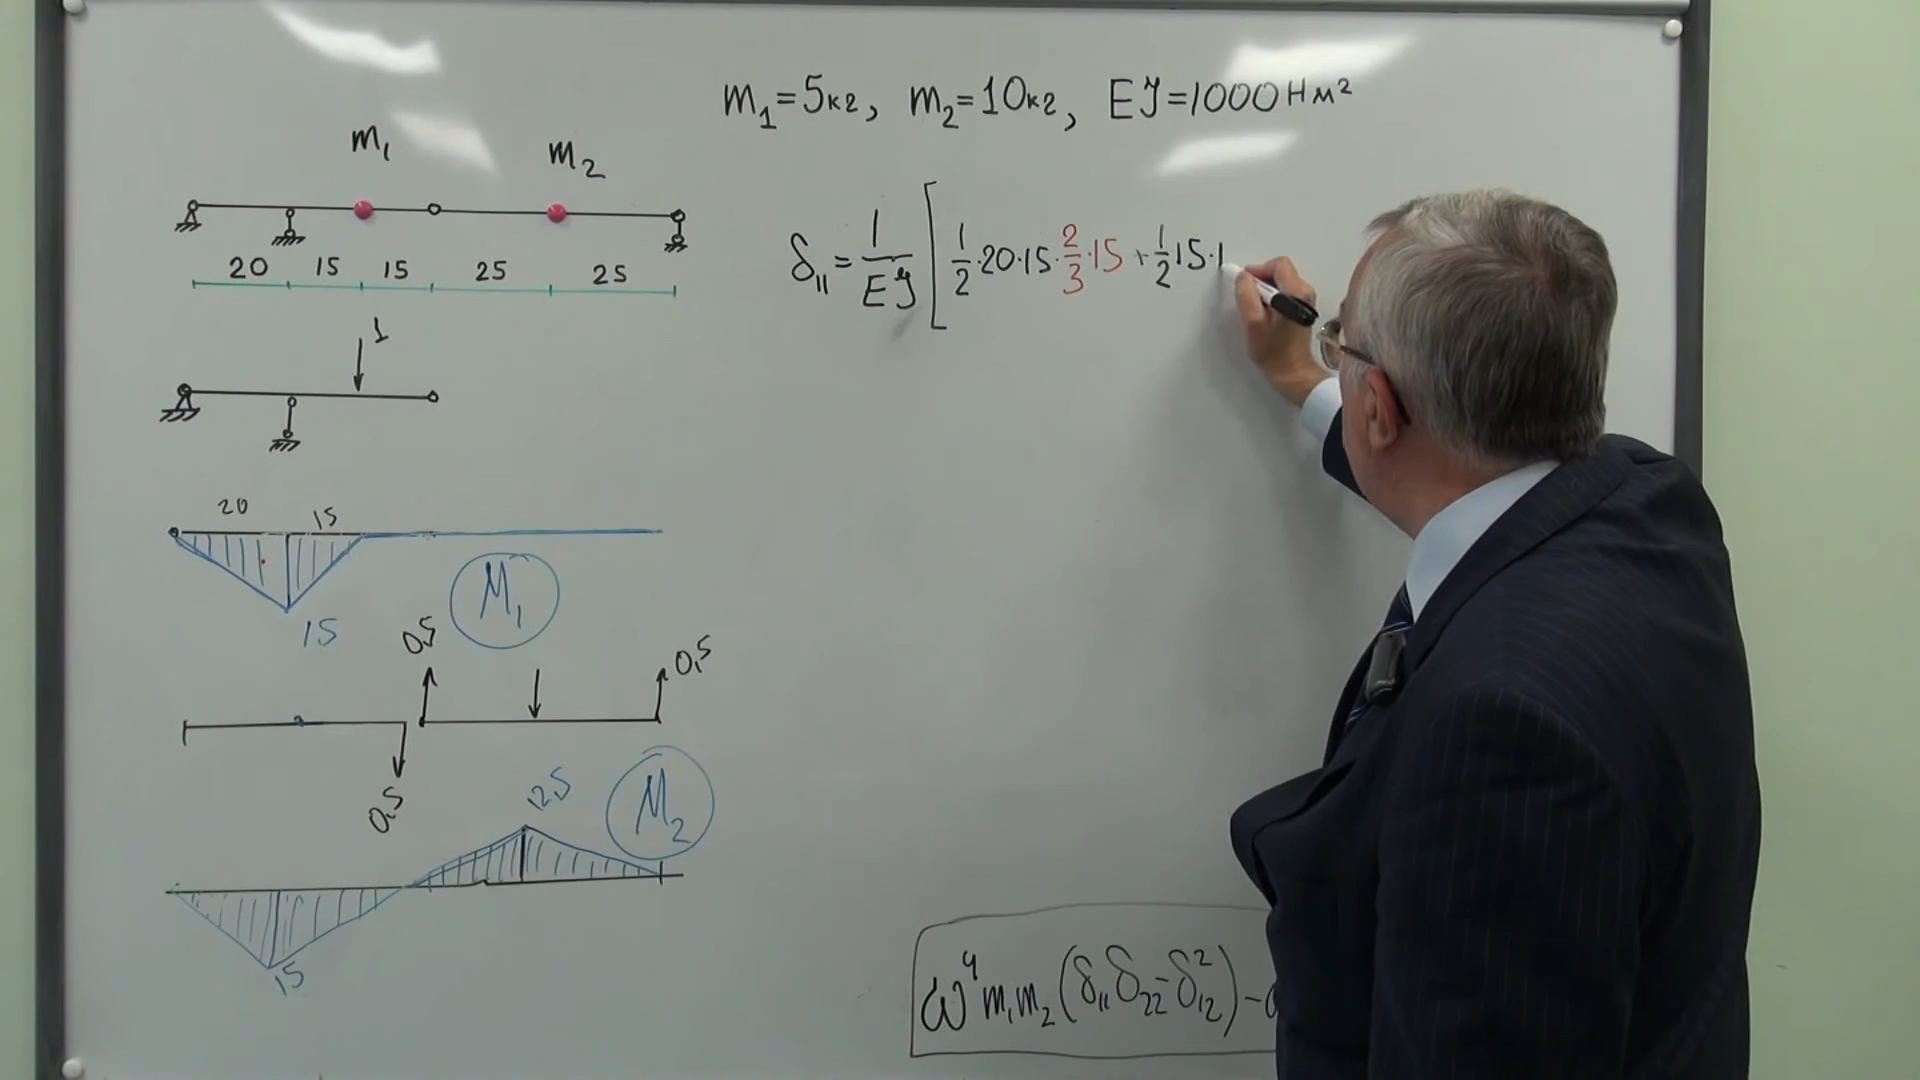 m₁=5кг, m₂=10кг, EJ=1000Нм²
m₁ m₂
20 15 15 25 25
δ₁₁ = 1/EJ [ 1/2·20·15·2/3·15 + 1/2 15·1
1
20 15
15
M₁
0,5 0,5
0,5
12,5
M₂
15
ω⁴m₁m₂(δ₁₁δ₂₂-δ₁₂²)-